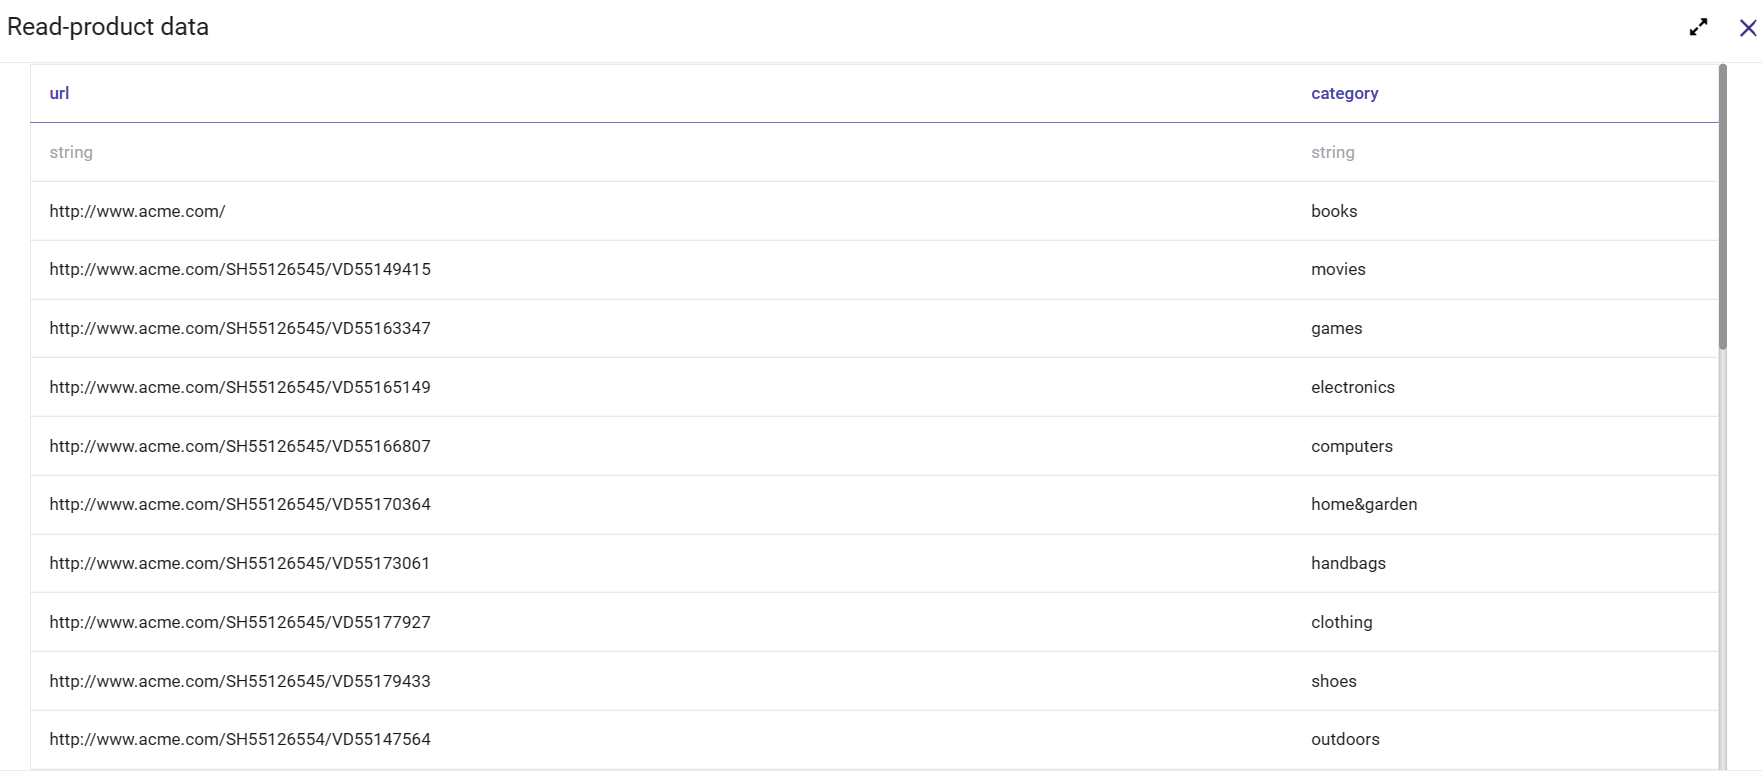 Read-product data
url category
string string
http://www.acme.com/ books
http://www.acme.com/SH55126545/VD55149415 movies
http://www.acme.com/SH55126545/VD55163347 games
http://www.acme.com/SH55126545/VD55165149 electronics
http://www.acme.com/SH55126545/VD55166807 computers
http://www.acme.com/SH55126545/VD55170364 home&garden
http://www.acme.com/SH55126545/VD55173061 handbags
http://www.acme.com/SH55126545/VD55177927 clothing
http://www.acme.com/SH55126545/VD55179433 shoes
http://www.acme.com/SH55126554/VD55147564 outdoors